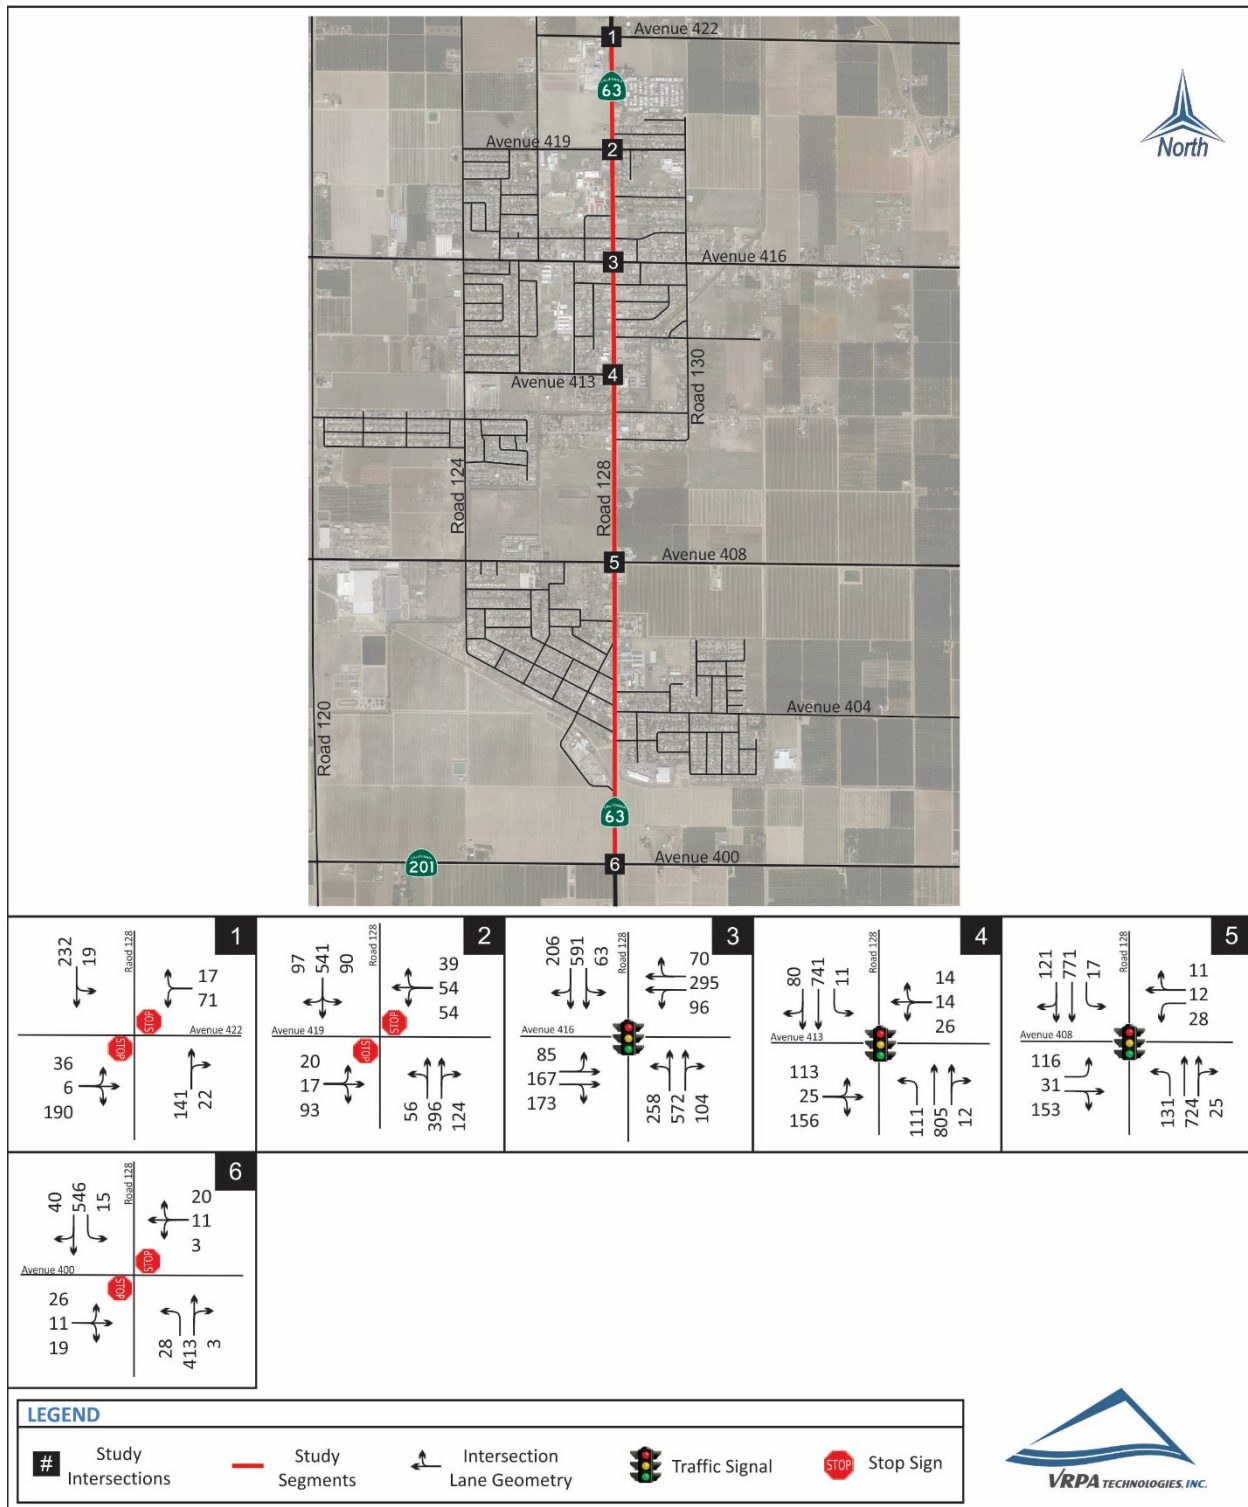 1
Avenue 422
CALIFORNIA
63
North
Avenue 419
2
3
Avenue 416
4
Avenue 413
Road 130
Road 124
Road 128
5
Avenue 408
Road 120
Avenue 404
CALIFORNIA
63
CALIFORNIA
201
Avenue 400
6
1
232
19
Raod 128
17
71
STOP
Avenue 422
STOP
36
6
190
141
22
2
97
541
90
Road 128
39
54
54
STOP
Avenue 419
STOP
20
17
93
56
396
124
3
206
591
63
Road 128
70
295
96
Avenue 416
85
167
173
258
572
104
4
80
741
11
Road 128
14
14
26
Avenue 413
113
25
156
111
805
12
5
121
771
17
Road 128
11
12
28
Avenue 408
116
31
153
131
724
25
6
40
546
15
Road 128
20
11
3
STOP
Avenue 400
STOP
26
11
19
28
413
3
LEGEND
# Study Intersections
Study Segments
Intersection Lane Geometry
Traffic Signal
STOP Stop Sign
VRPA TECHNOLOGIES, INC.